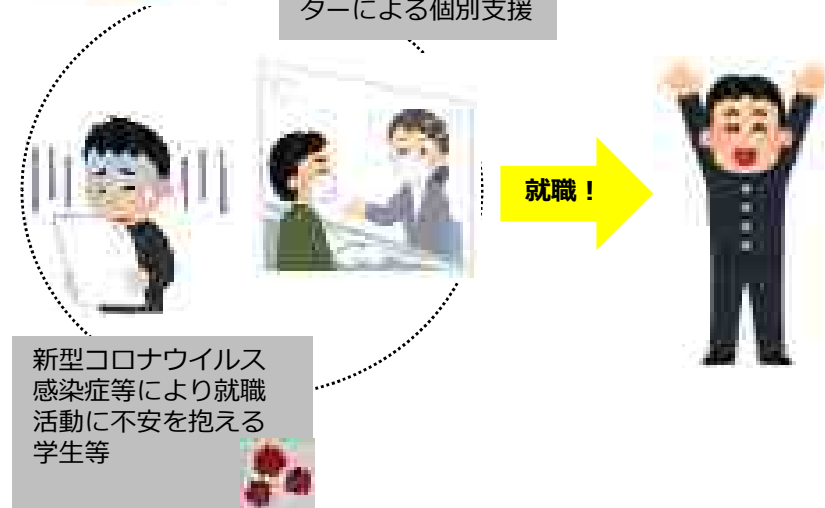 ターによる個別支援
就職！
新型コロナウイルス
感染症等により就職
活動に不安を抱える
学生等